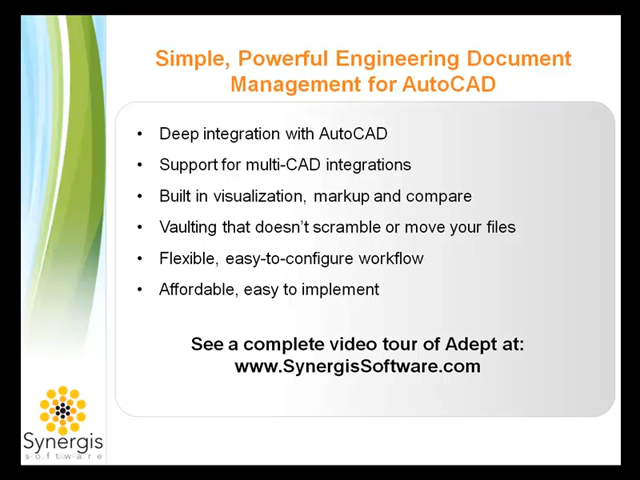 Simple, Powerful Engineering Document
Management for AutoCAD
• Deep integration with AutoCAD
• Support for multi-CAD integrations
• Built in visualization, markup and compare
• Vaulting that doesn't scramble or move your files
• Flexible, easy-to-configure workflow
• Affordable, easy to implement
See a complete video tour of Adept at:
www.SynergisSoftware.com
Synergis
software